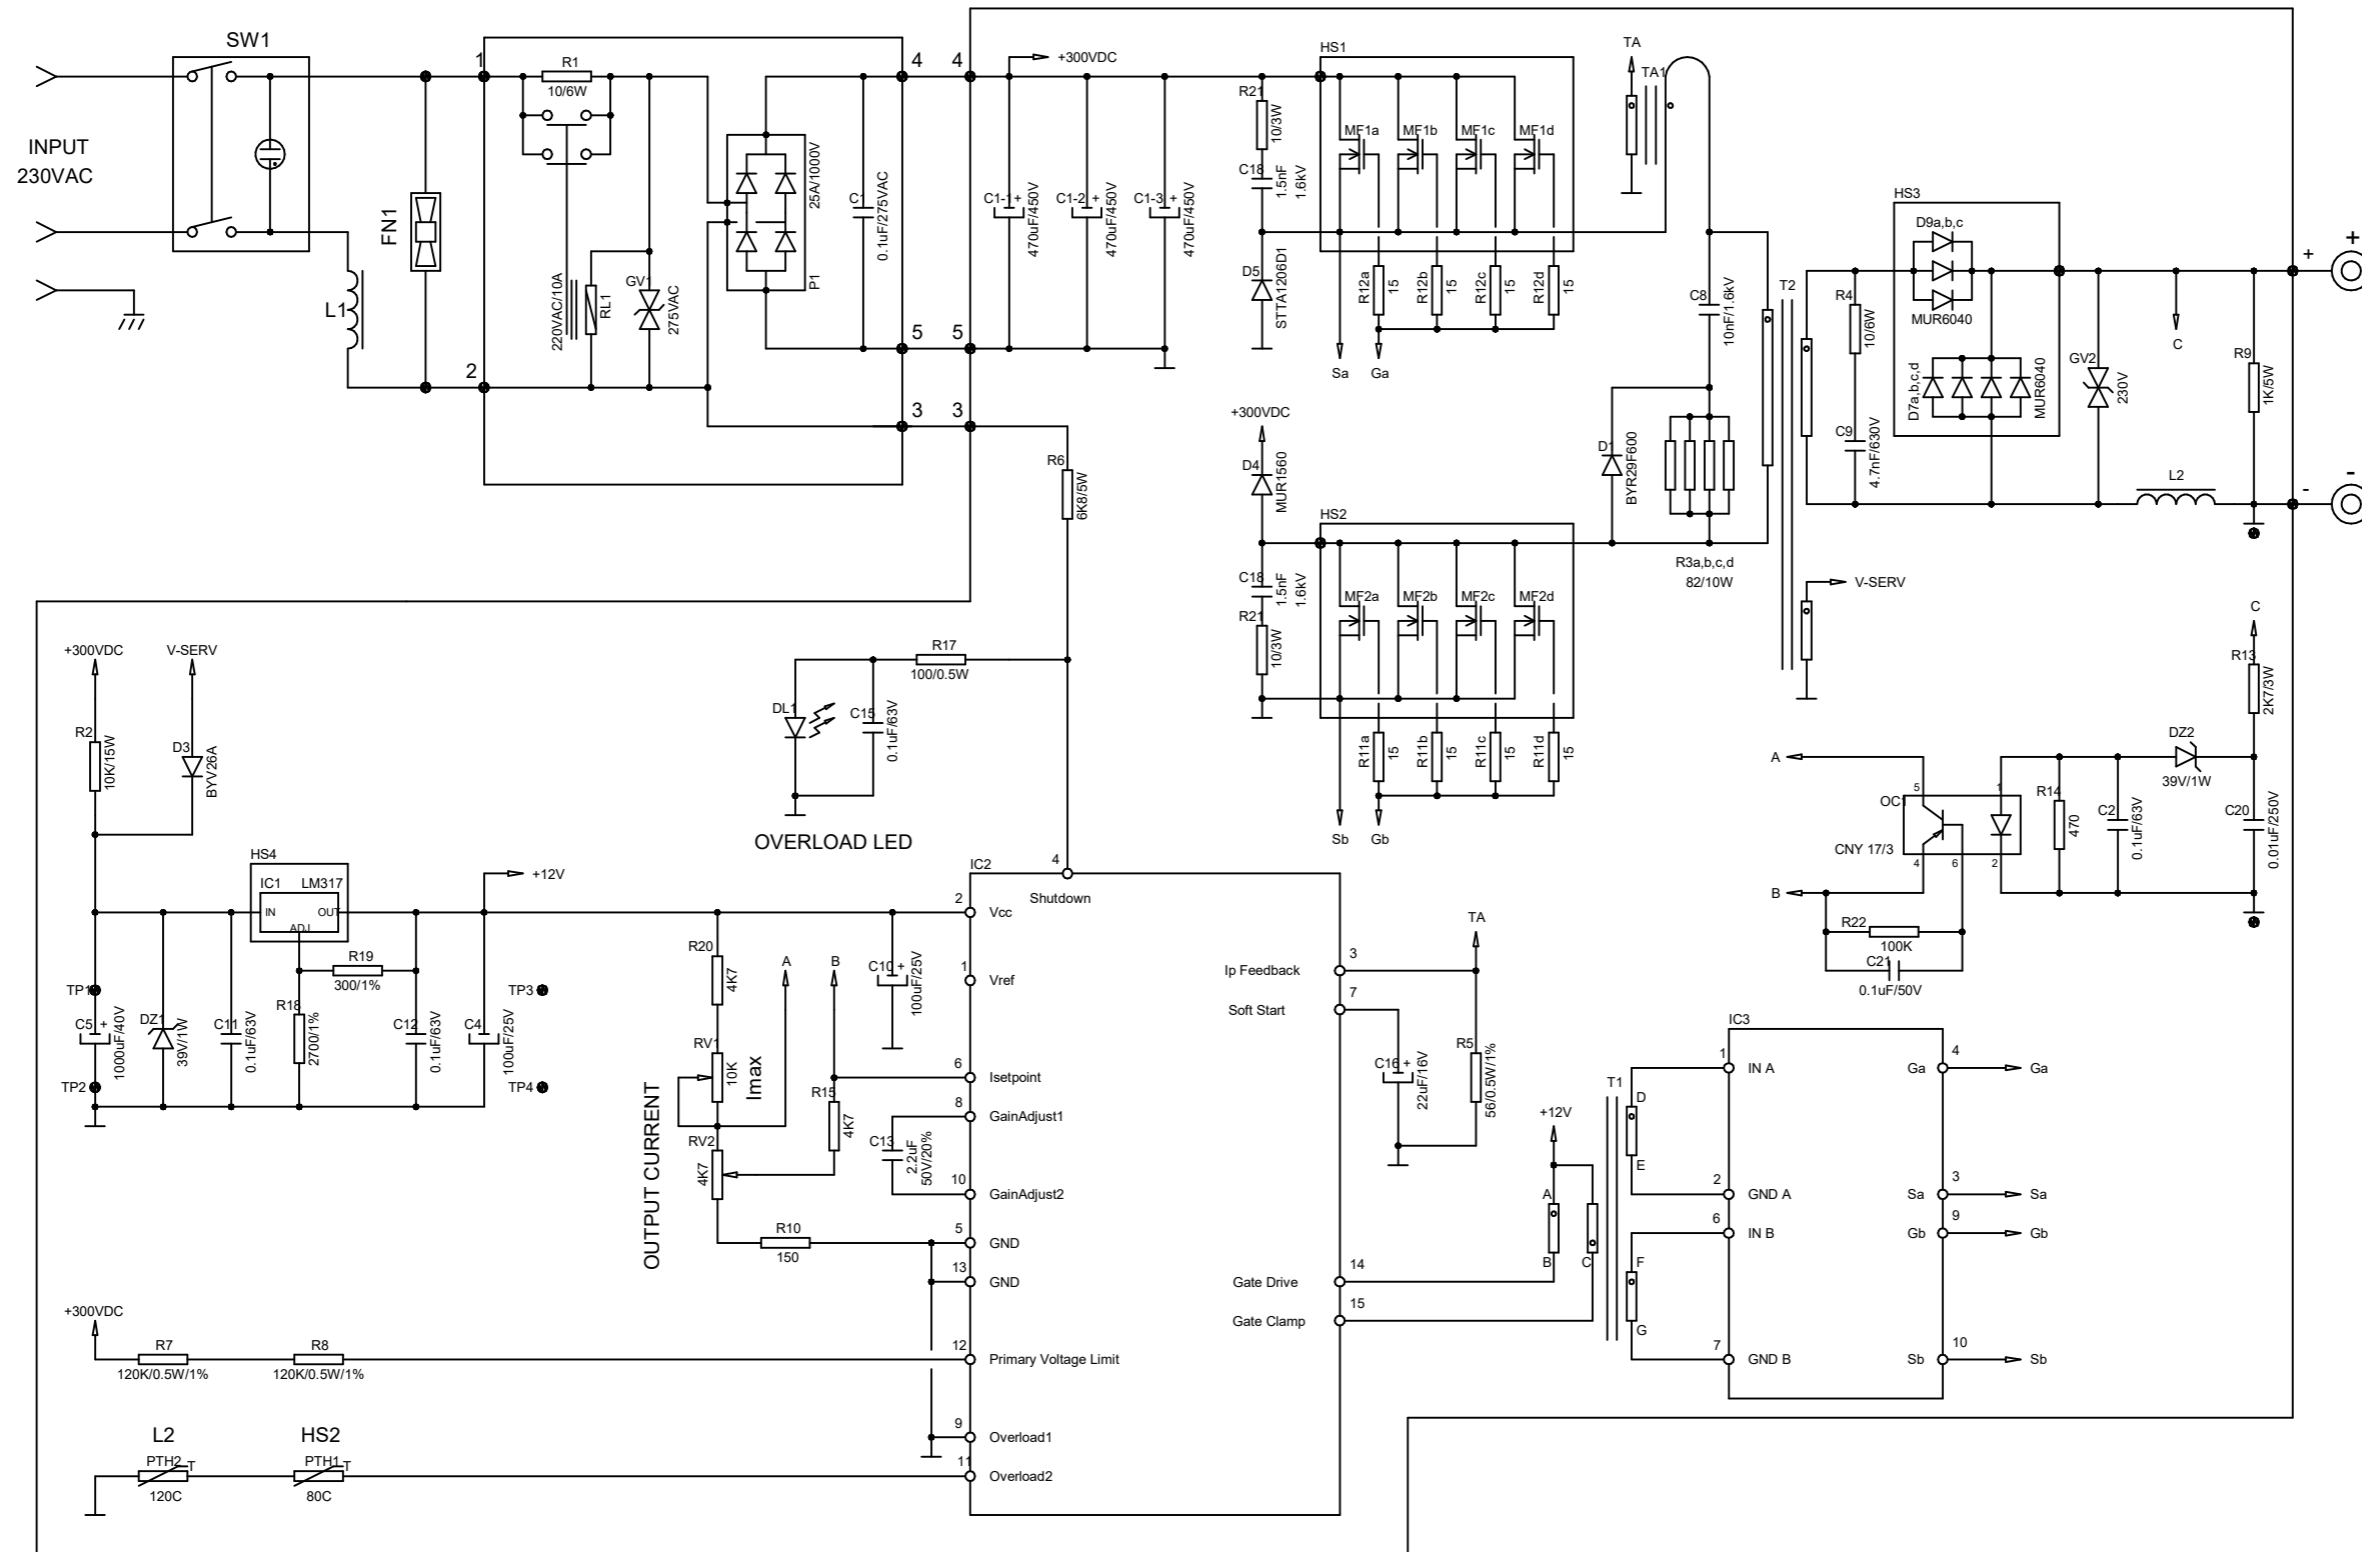 SW1
INPUT
230VAC
FN1
L1
1
R1
10/6W
220VAC/10A
RL1
GV1
275VAC
25A/1000V
P1
C1
0.1uF/275VAC
2
4
4
5
5
3
3
+300VDC
C1-1
+
470uF/450V
C1-2
+
470uF/450V
C1-3
+
470uF/450V
R6
6K8/5W
R21
10/3W
C18
1.5nF
1.6kV
D5
STTA1206D1
HS1
MF1a
MF1b
MF1c
MF1d
R12a
15
R12b
15
R12c
15
R12d
15
Sa
Ga
TA
TA1
C8
10nF/1.6kV
T2
HS3
D9a,b,c
MUR6040
D7a,b,c,d
MUR6040
R4
10/6W
C9
4.7nF/630V
GV2
230V
C
R9
1K/5W
L2
+
+
-
-
+300VDC
D4
MUR1560
C18
1.5nF
1.6kV
R21
10/3W
HS2
MF2a
MF2b
MF2c
MF2d
R11a
15
R11b
15
R11c
15
R11d
15
Sb
Gb
D1
BYR29F600
R3a,b,c,d
82/10W
V-SERV
C
R13
2K7/3W
DZ2
39V/1W
C20
0.01uF/250V
C2
0.1uF/63V
R14
470
A
B
OC1
CNY 17/3
5
4
6
1
2
R22
100K
C21
0.1uF/50V
+300VDC
V-SERV
R2
10K/15W
D3
BYV26A
HS4
IC1
LM317
IN
OUT
ADJ
+12V
R19
300/1%
R18
2700/1%
TP1
TP2
TP3
TP4
C5
+
1000uF/40V
DZ1
39V/1W
C11
0.1uF/63V
C12
0.1uF/63V
C4
100uF/25V
R17
100/0.5W
DL1
C15
0.1uF/63V
OVERLOAD LED
R20
4K7
A
B
C10
+
100uF/25V
RV1
10K
Imax
OUTPUT CURRENT
RV2
4K7
R15
4K7
C13
2.2uF
50V/20%
R10
150
IC2
4
Shutdown
2
Vcc
1
Vref
6
Isetpoint
8
GainAdjust1
10
GainAdjust2
5
GND
13
GND
12
Primary Voltage Limit
9
Overload1
11
Overload2
3
Ip Feedback
7
Soft Start
14
Gate Drive
15
Gate Clamp
TA
C16
+
22uF/16V
R5
56/0.5W/1%
+12V
A
B
C
T1
D
E
F
G
IC3
1
IN A
2
GND A
6
IN B
7
GND B
Ga
4
Ga
Sa
3
Sa
Gb
9
Gb
Sb
10
Sb
+300VDC
R7
120K/0.5W/1%
R8
120K/0.5W/1%
L2
PTH2
T
120C
HS2
PTH1
T
80C